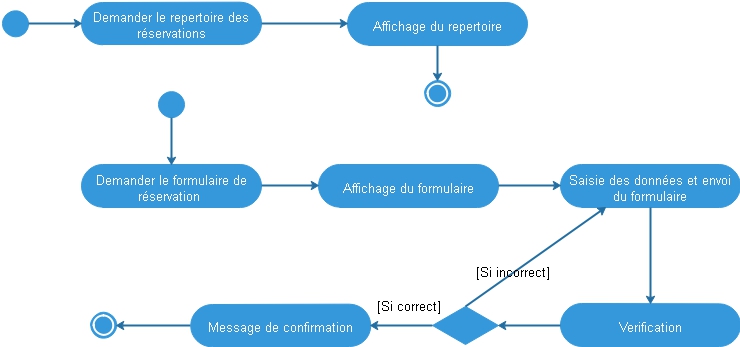 Demander le repertoire des
réservations
Affichage du repertoire
Demander le formulaire de
réservation
Affichage du formulaire
Saisie des données et envoi
du formulaire
[Si incorrect]
[Si correct]
Message de confirmation
Verification